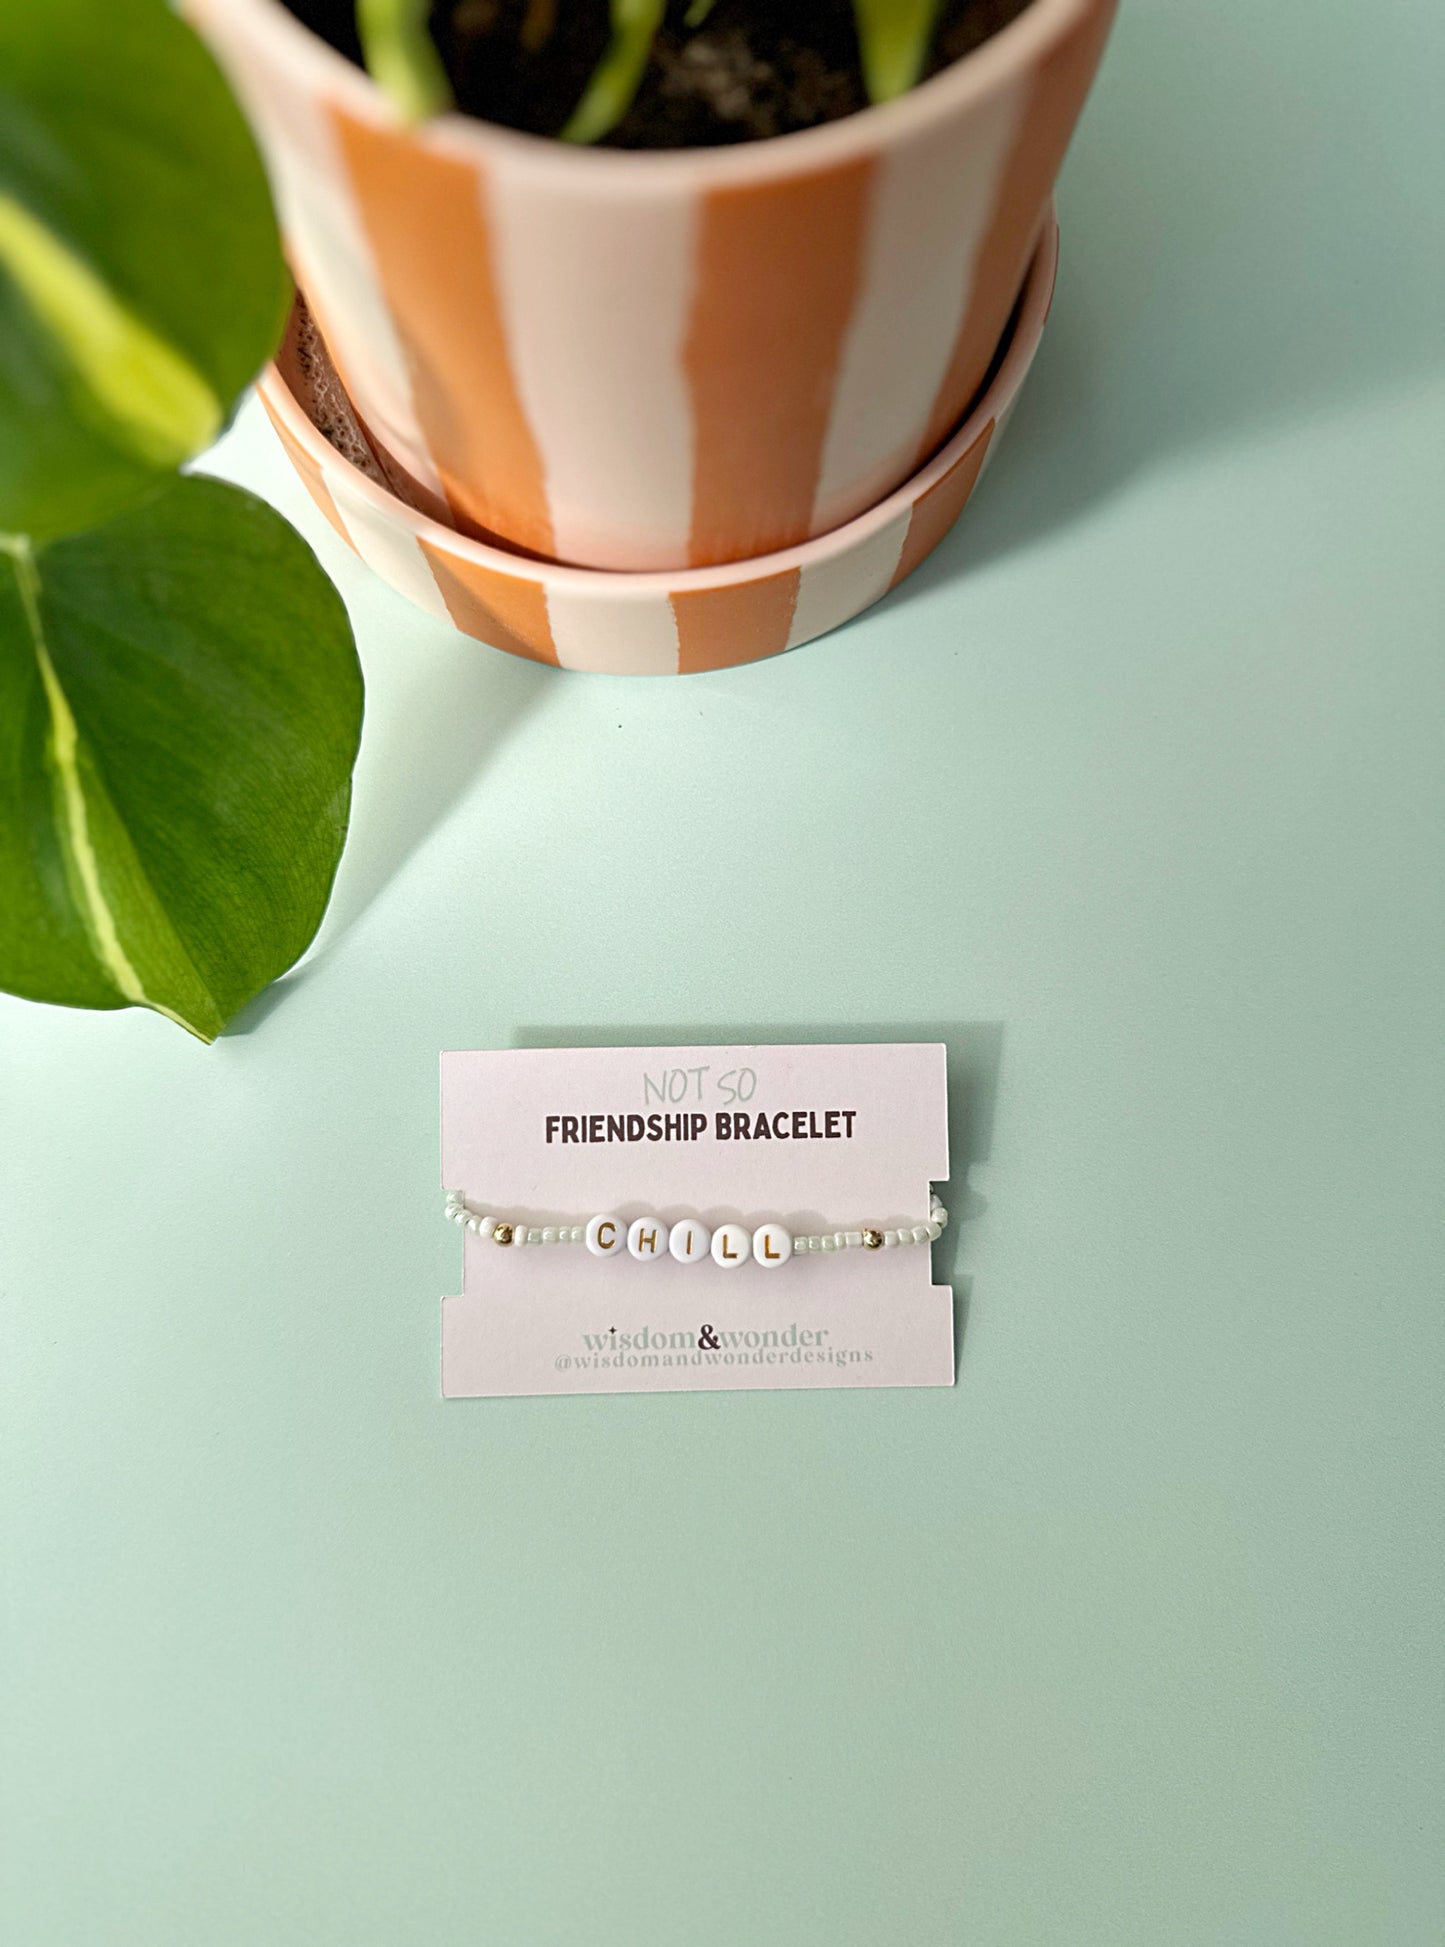 NOT SO
FRIENDSHIP BRACELET
CHILL
wisdom&wonder
@wisdomandwonderdesigns